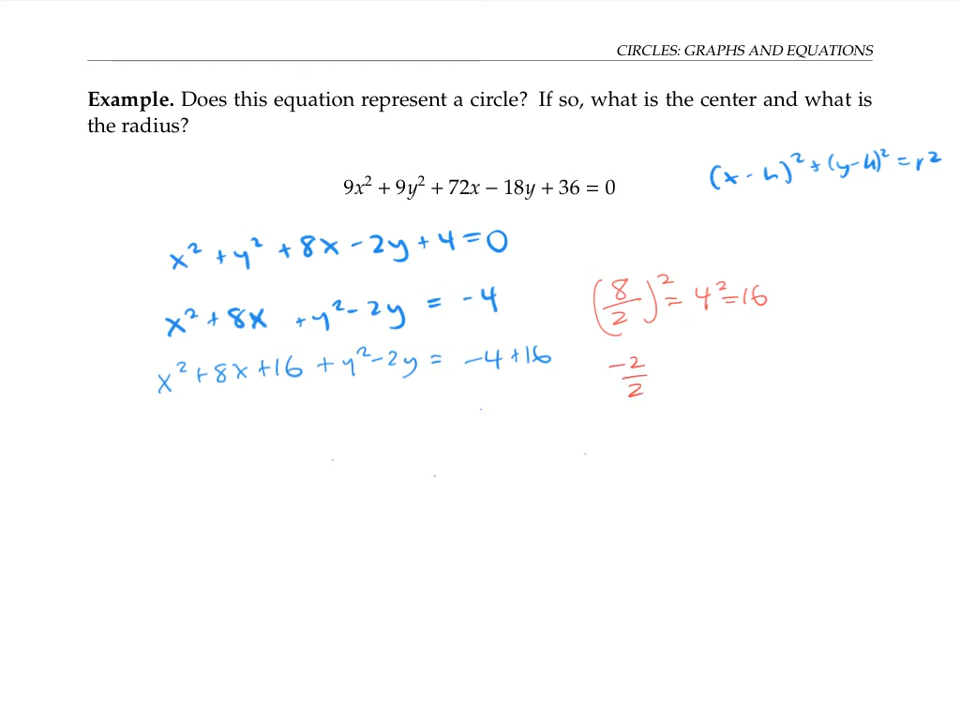 CIRCLES: GRAPHS AND EQUATIONS
Example. Does this equation represent a circle? If so, what is the center and what is
the radius?
(x - h)² + (y - k)² = r²
9x² + 9y² + 72x − 18y + 36 = 0
x² + y² + 8x - 2y + 4 = 0
x² + 8x + y² - 2y = -4
(8/2)² = 4² = 16
x² + 8x + 16 + y² - 2y = -4 + 16
-2/2